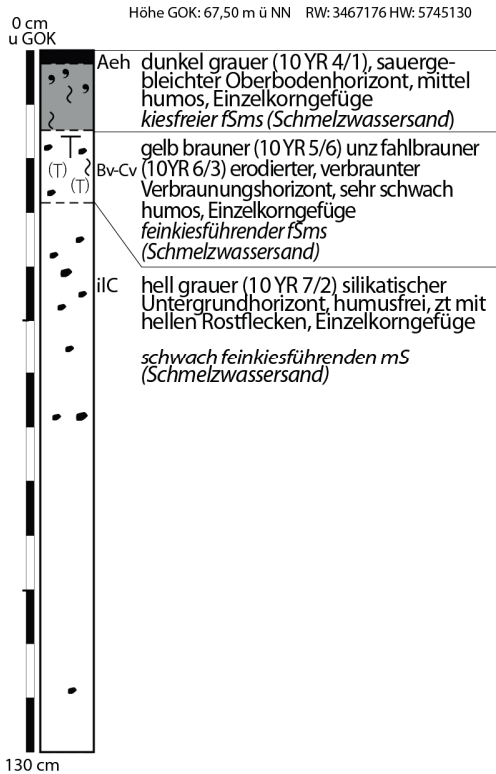 0 cm
u GOK
Höhe GOK: 67,50 m ü NN RW: 3467176 HW: 5745130
Aeh
dunkel grauer (10 YR 4/1), sauerge-
bleichter Oberbodenhorizont, mittel
humos, Einzelkorngefüge
kiesfreier fSms (Schmelzwassersand)
T
(T)
(T)
Bv-Cv
gelb brauner (10 YR 5/6) unz fahlbrauner
(10YR 6/3) erodierter, verbraunter
Verbraunungshorizont, sehr schwach
humos, Einzelkorngefüge
feinkiesführender fSms
(Schmelzwassersand)
ilC
hell grauer (10 YR 7/2) silikatischer
Untergrundhorizont, humusfrei, zt mit
hellen Rostflecken, Einzelkorngefüge
schwach feinkiesführenden mS
(Schmelzwassersand)
130 cm